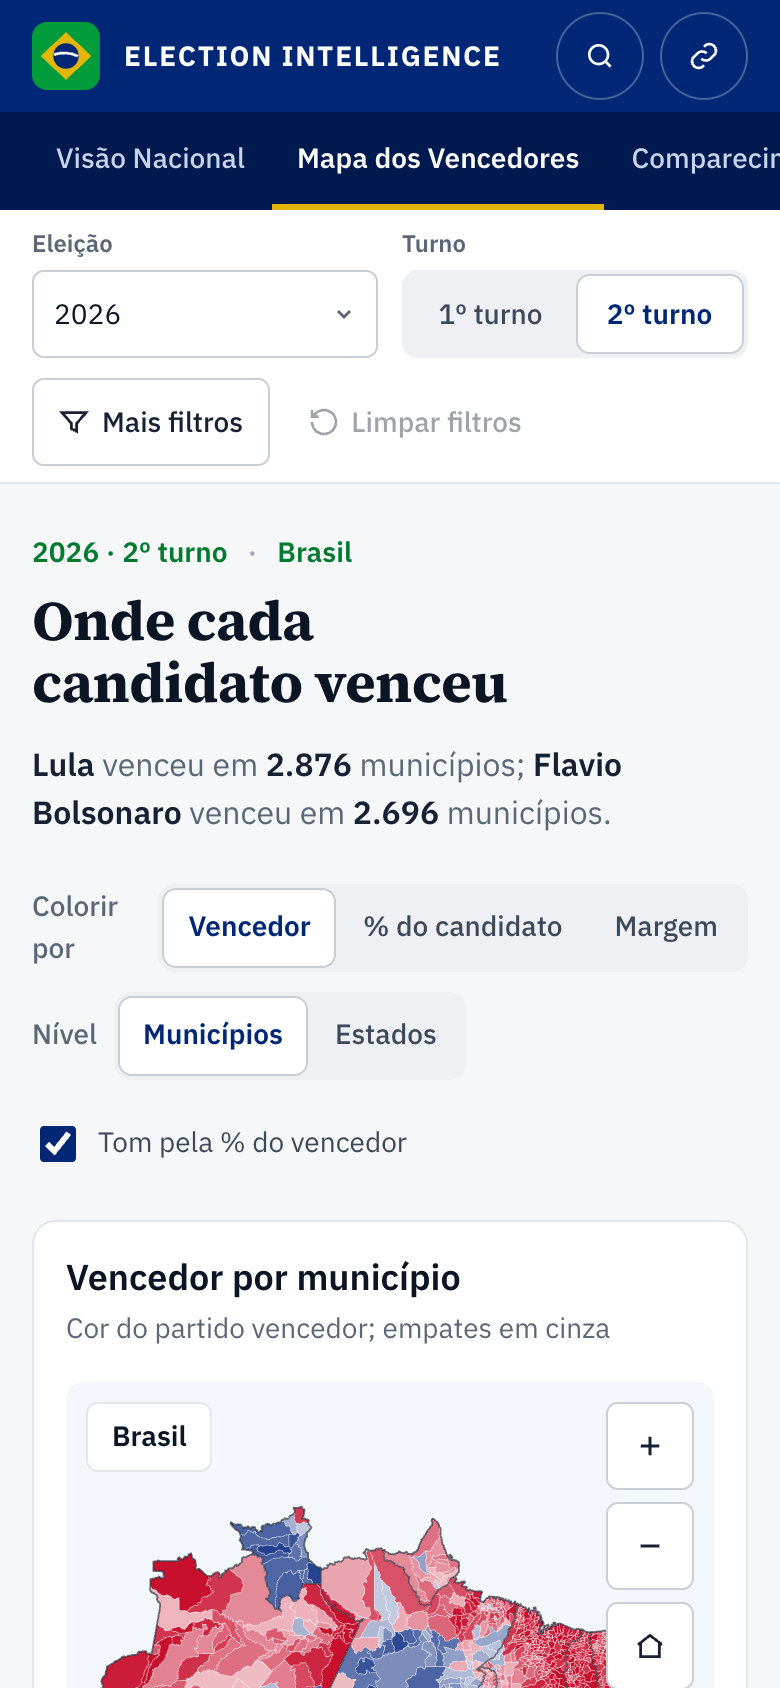 ELECTION INTELLIGENCE
Visão Nacional Mapa dos Vencedores
Eleição Turno
2026 1º turno 2º turno
Mais filtros Limpar filtros
2026 · 2º turno · Brasil
Onde cada
candidato venceu
Lula venceu em 2.876 municípios; Flavio
Bolsonaro venceu em 2.696 municípios.
Colorir
por
Vencedor % do candidato Margem
Nível Municípios Estados
Tom pela % do vencedor
Vencedor por município
Cor do partido vencedor; empates em cinza
Brasil
+
−